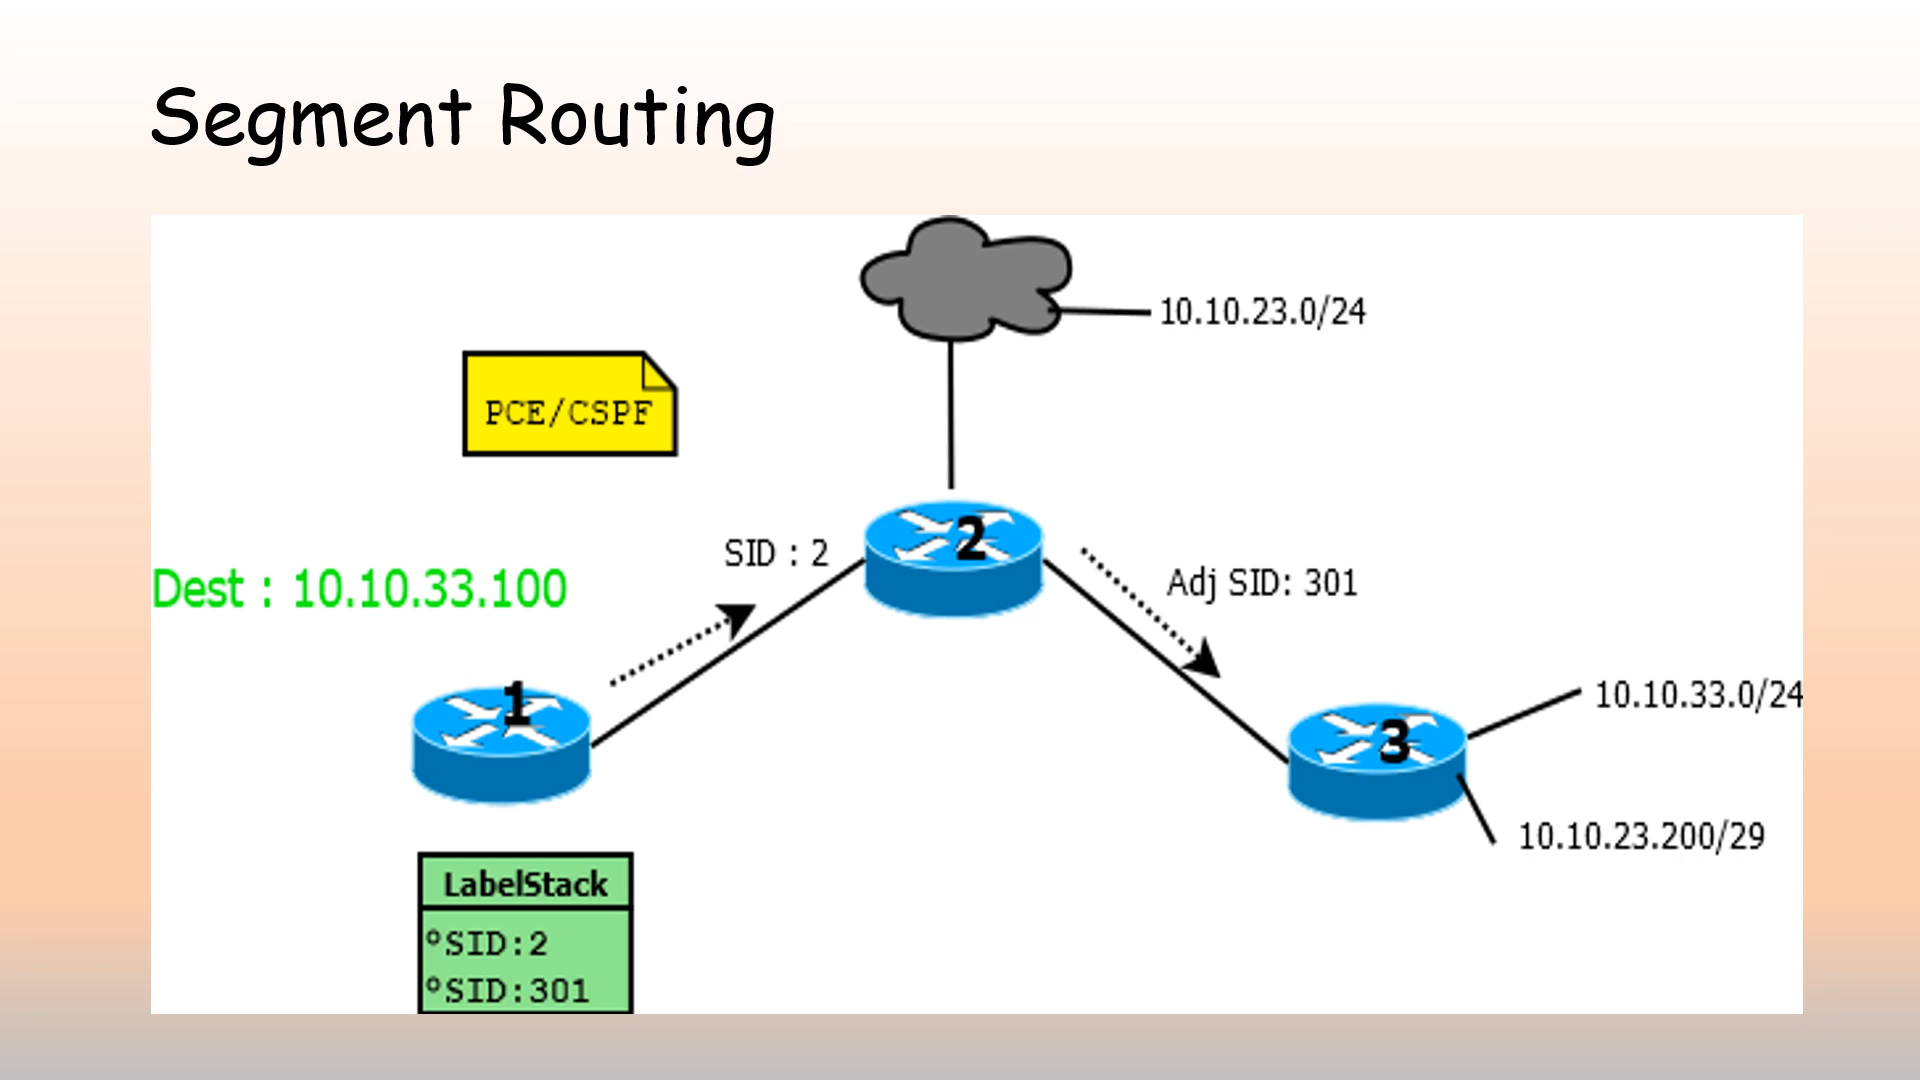 Segment Routing
10.10.23.0/24
PCE/CSPF
2
SID : 2
Adj SID: 301
Dest : 10.10.33.100
1
10.10.33.0/24
3
10.10.23.200/29
LabelStack
SID:2
SID:301